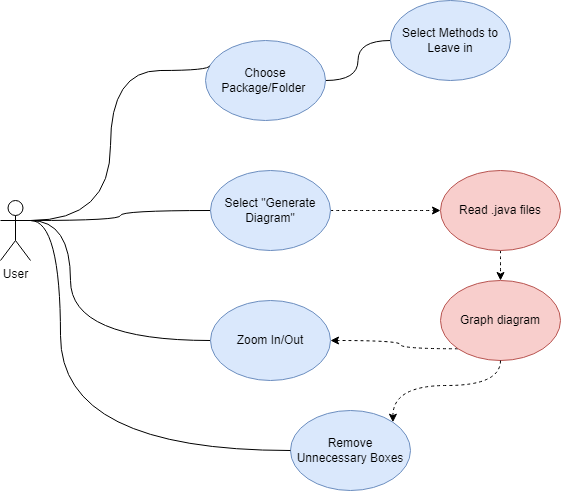 Select Methods to
Leave in
Choose
Package/Folder
Select "Generate
Diagram"
Read .java files
User
Graph diagram
Zoom In/Out
Remove
Unnecessary Boxes